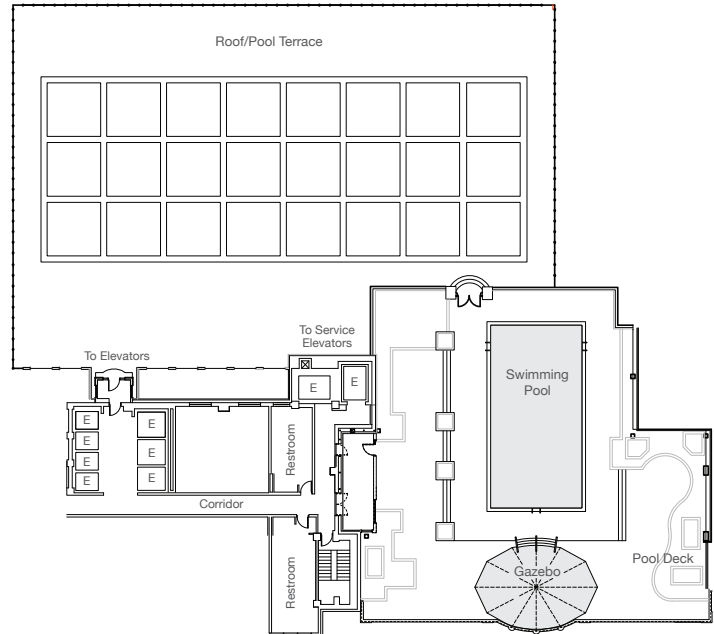 Roof/Pool Terrace
To Service
Elevators
To Elevators
E
E
E
E
E
E
E
E
E
Swimming
Pool
Restroom
Corridor
Restroom
Gazebo
Pool Deck